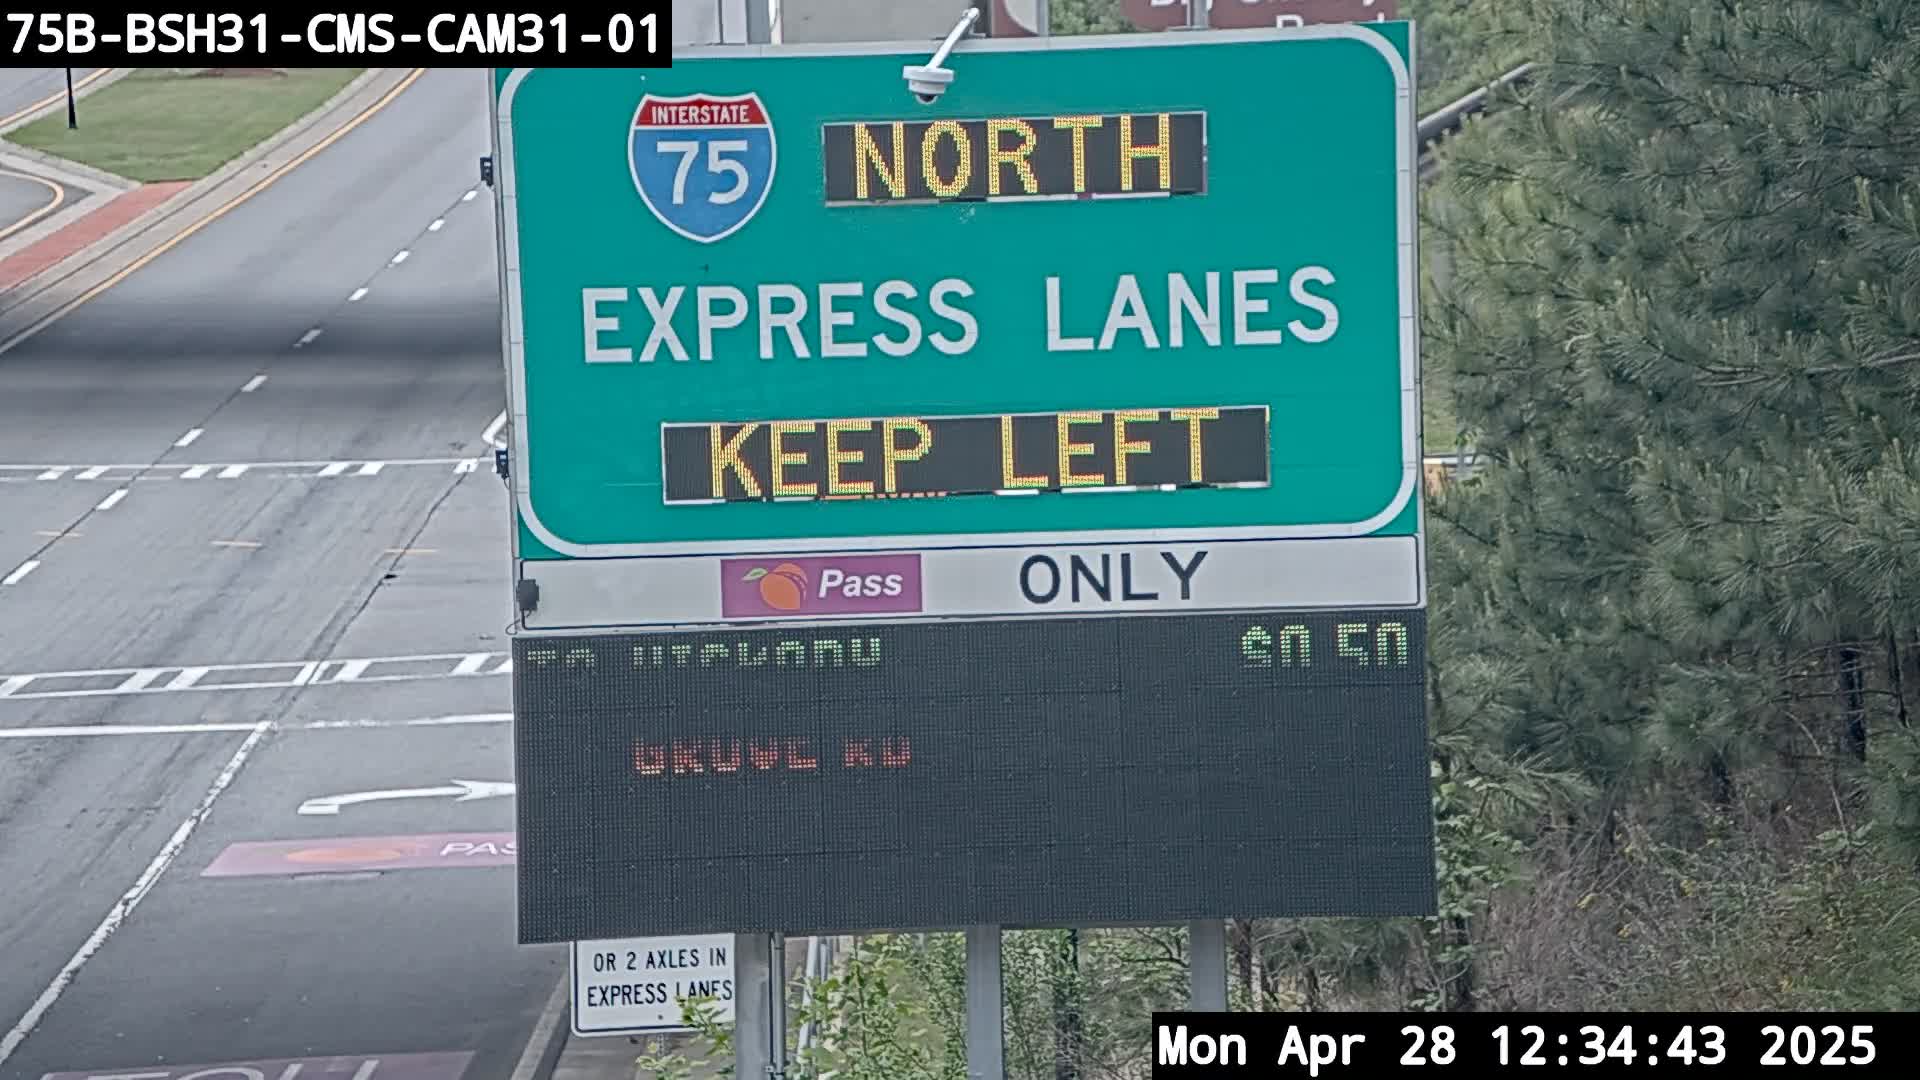 75B-BSH31-CMS-CAM31-01
INTERSTATE
75
NORTH
EXPRESS LANES
KEEP LEFT
Pass ONLY
OR 2 AXLES IN
EXPRESS LANES
Mon Apr 28 12:34:43 2025